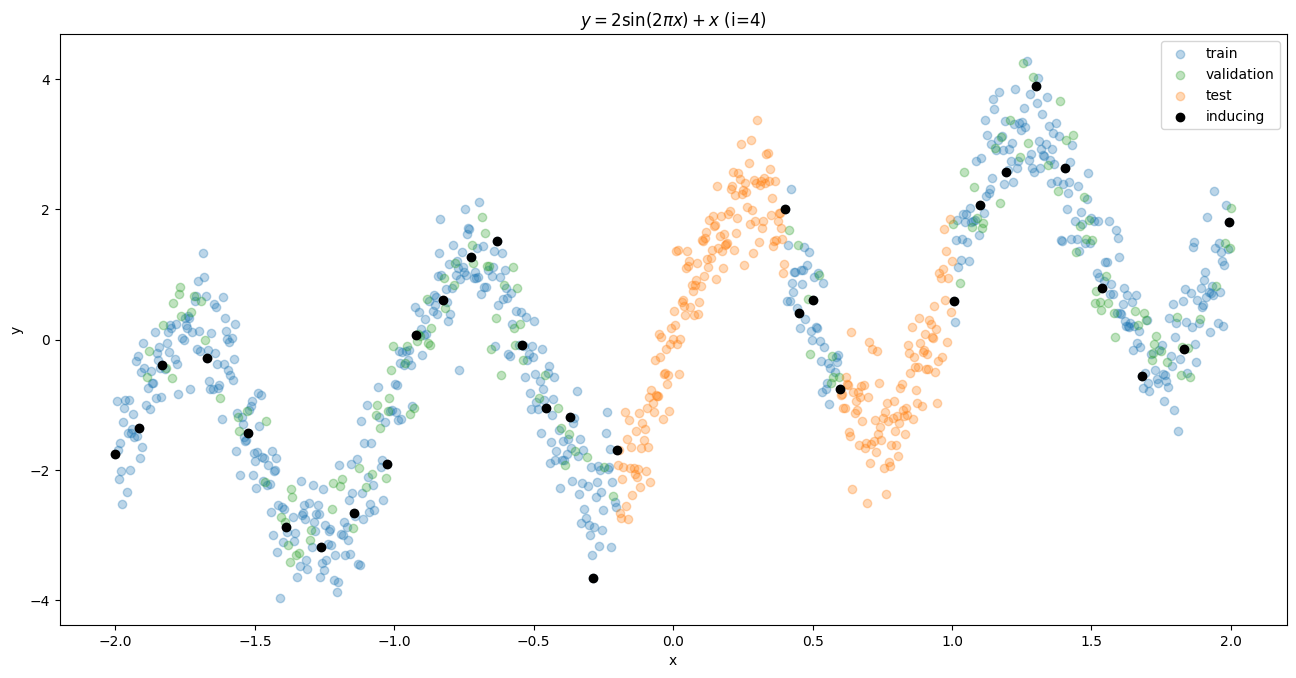 y = 2sin(2πx) + x (i=4)
train
validation
test
inducing
4
2
0
−2
−4
y
−2.0 −1.5 −1.0 −0.5 0.0 0.5 1.0 1.5 2.0
x